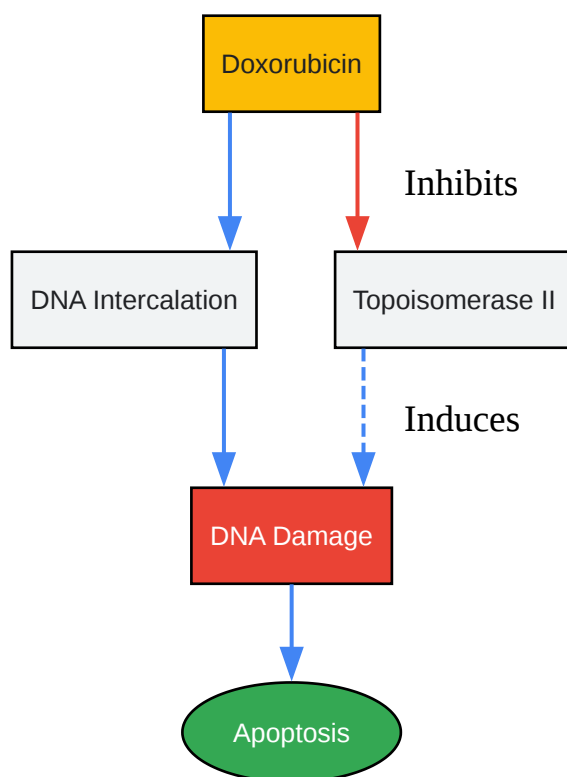 Doxorubicin
Inhibits
DNA Intercalation
Topoisomerase II
Induces
DNA Damage
Apoptosis